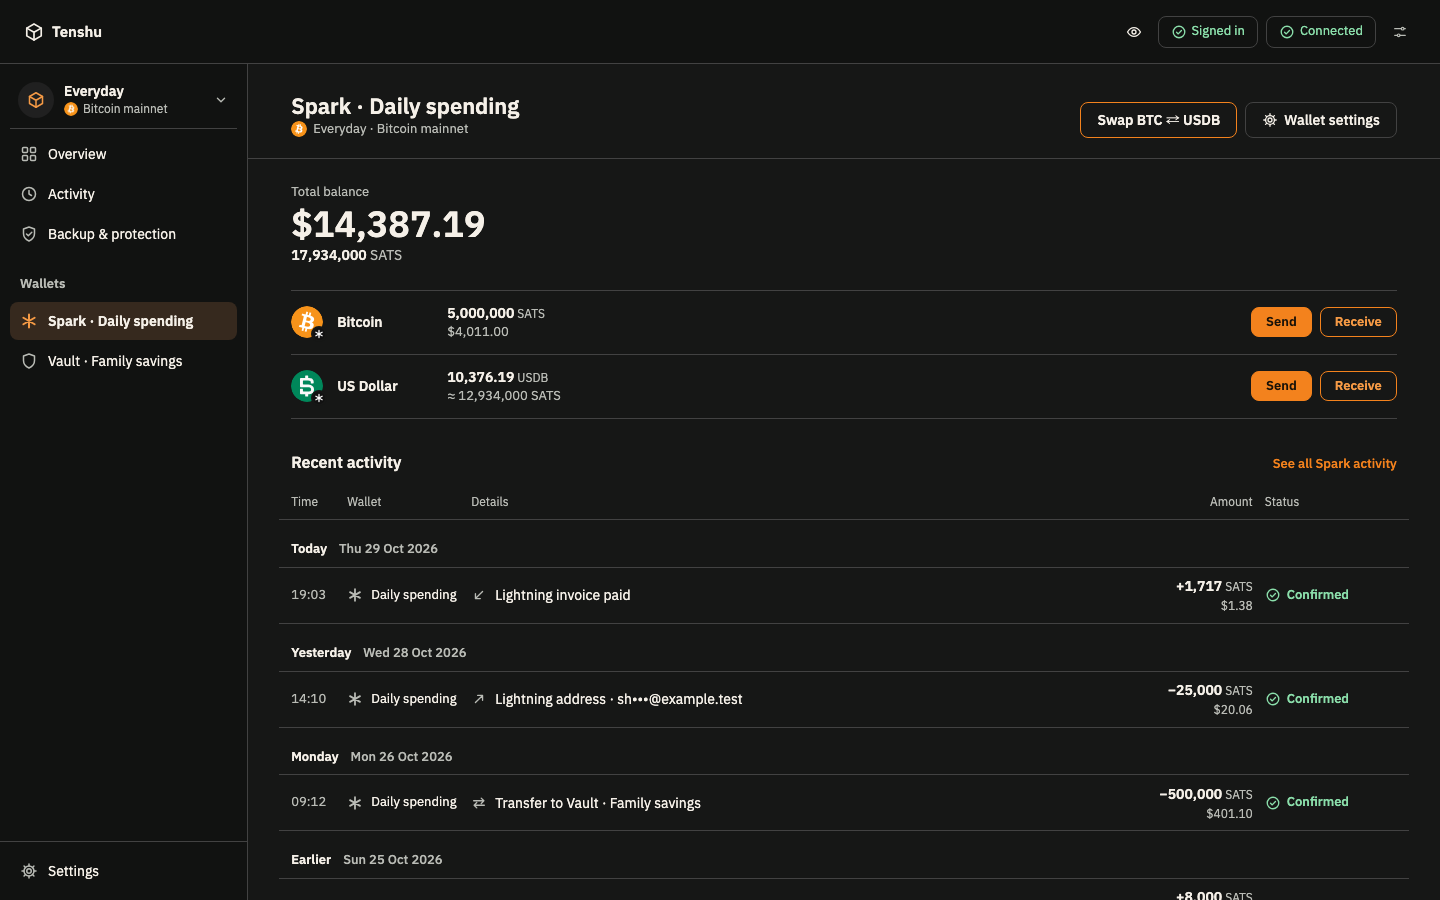 Tenshu
Signed in
Connected
Everyday
Bitcoin mainnet
Overview
Activity
Backup & protection
Wallets
Spark · Daily spending
Vault · Family savings
Settings
Spark · Daily spending
Everyday · Bitcoin mainnet
Swap BTC ⇄ USDB
Wallet settings
Total balance
$14,387.19
17,934,000 SATS
Bitcoin
5,000,000 SATS
$4,011.00
Send
Receive
US Dollar
10,376.19 USDB
≈ 12,934,000 SATS
Send
Receive
Recent activity
See all Spark activity
Time Wallet Details Amount Status
Today Thu 29 Oct 2026
19:03 Daily spending Lightning invoice paid +1,717 SATS Confirmed
$1.38
Yesterday Wed 28 Oct 2026
14:10 Daily spending Lightning address · sh•••@example.test −25,000 SATS Confirmed
$20.06
Monday Mon 26 Oct 2026
09:12 Daily spending Transfer to Vault · Family savings −500,000 SATS Confirmed
$401.10
Earlier Sun 25 Oct 2026
+8,000 SATS